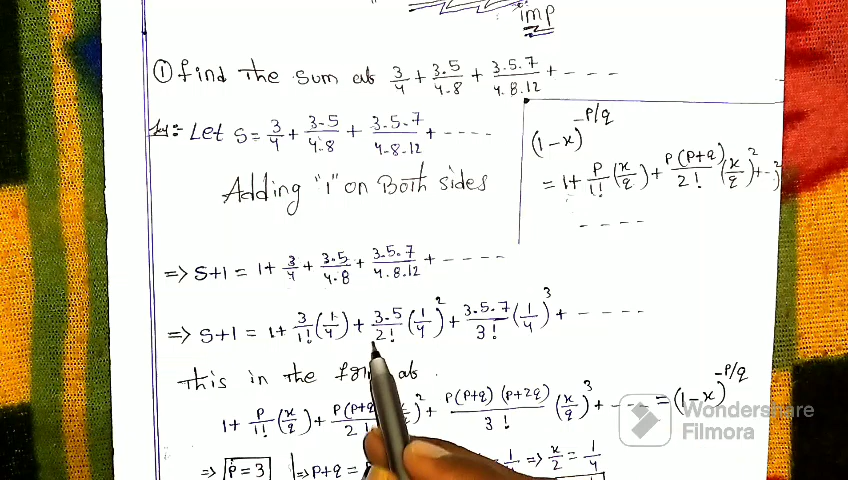 imp
① find the sum of 3/4 + 3.5/4.8 + 3.5.7/4.8.12 + ----
Sol:- Let S = 3/4 + 3.5/4.8 + 3.5.7/4.8.12 + ----
Adding "1" on Both sides
(1-x)^-P/q
= 1 + P/1! (x/q) + P(P+q)/2! (x/q)^2 + --
----
=> S+1 = 1 + 3/4 + 3.5/4.8 + 3.5.7/4.8.12 + ----
=> S+1 = 1 + 3/1! (1/4) + 3.5/2! (1/4)^2 + 3.5.7/3! (1/4)^3 + ----
This in the form of
1 + P/1! (x/q) + P(P+q)/2! (x/q)^2 + P(P+q)(P+2q)/3! (x/q)^3 + ---- = (1-x)^-P/q
=> P=3 | => P+q = 1/4 => x/2 = 1/4
Wondershare
Filmora